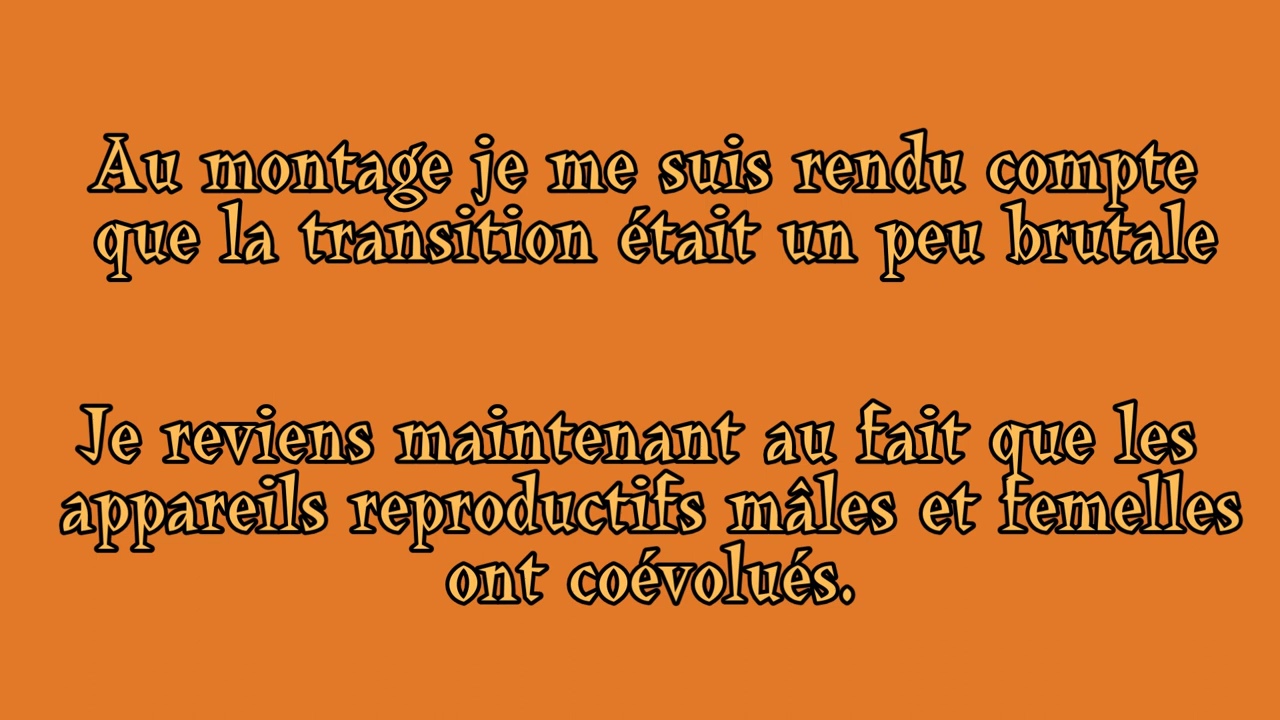 Au montage je me suis rendu compte
que la transition était un peu brutale
Je reviens maintenant au fait que les
appareils reproductifs mâles et femelles
ont coévolués.